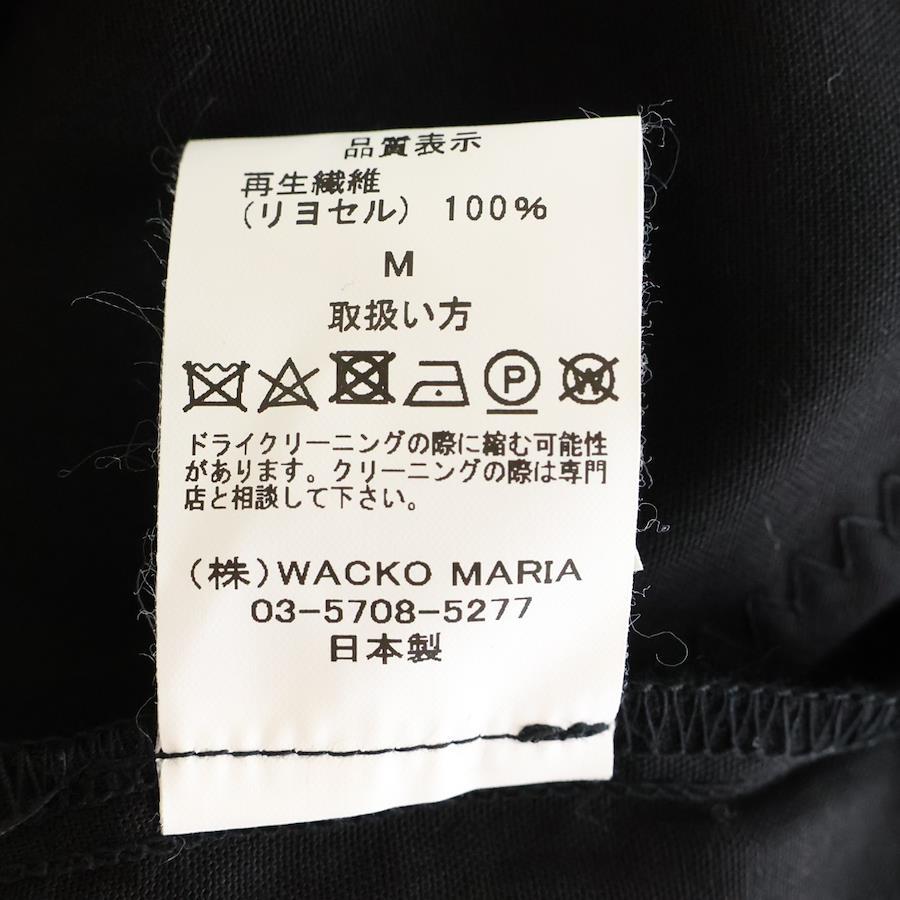 品質表示
再生繊維
(リヨセル) 100%
M
取扱い方
P W
ドライクリーニングの際に縮む可能性
があります。クリーニングの際は専門
店と相談して下さい。
(株)WACKO MARIA
03-5708-5277
日本製